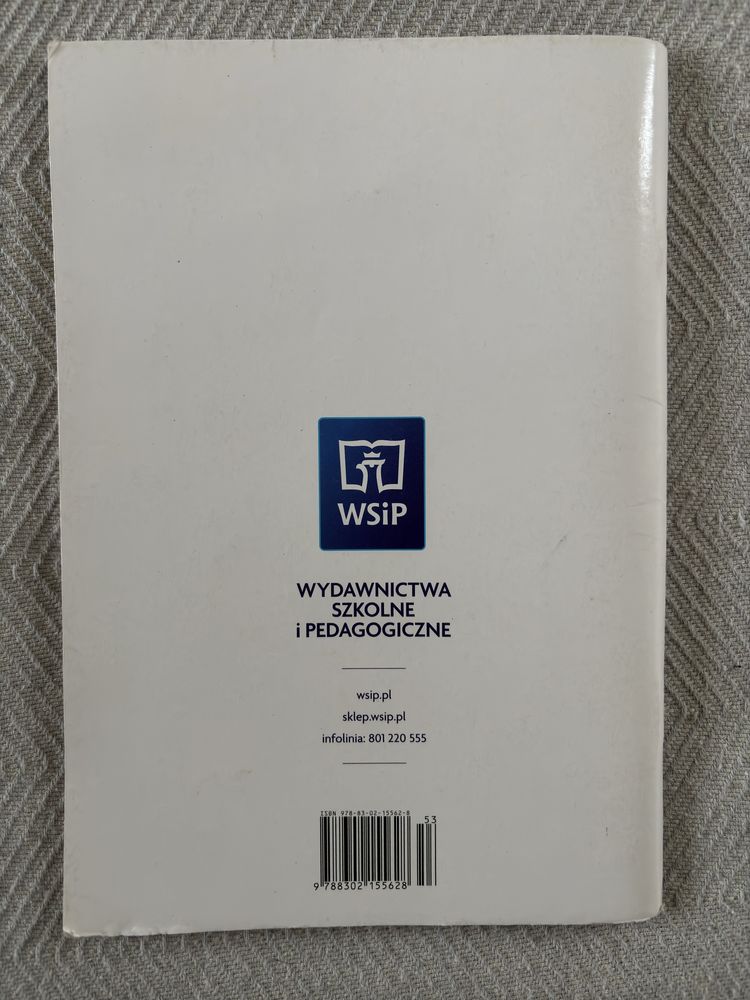 WSiP
WYDAWNICTWA
SZKOLNE
i PEDAGOGICZNE
wsip.pl
sklep.wsip.pl
infolinia: 801 220 555
ISBN 978-83-02-15562-8
53
9 788302 155628